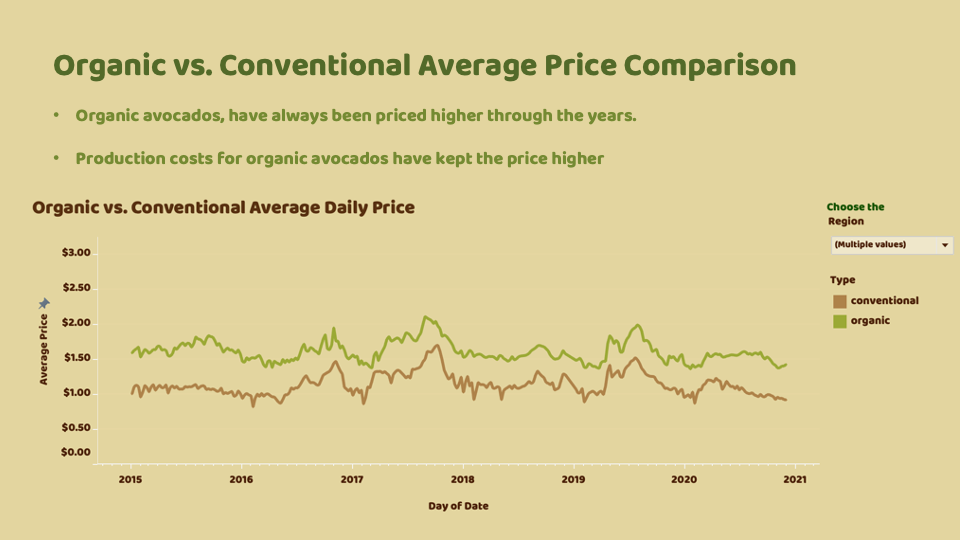 Organic vs. Conventional Average Price Comparison
• Organic avocados, have always been priced higher through the years.
• Production costs for organic avocados have kept the price higher
Organic vs. Conventional Average Daily Price
Choose the
Region
(Multiple values)
Type
conventional
organic
Average Price
$3.00
$2.50
$2.00
$1.50
$1.00
$0.50
$0.00
2015 2016 2017 2018 2019 2020 2021
Day of Date